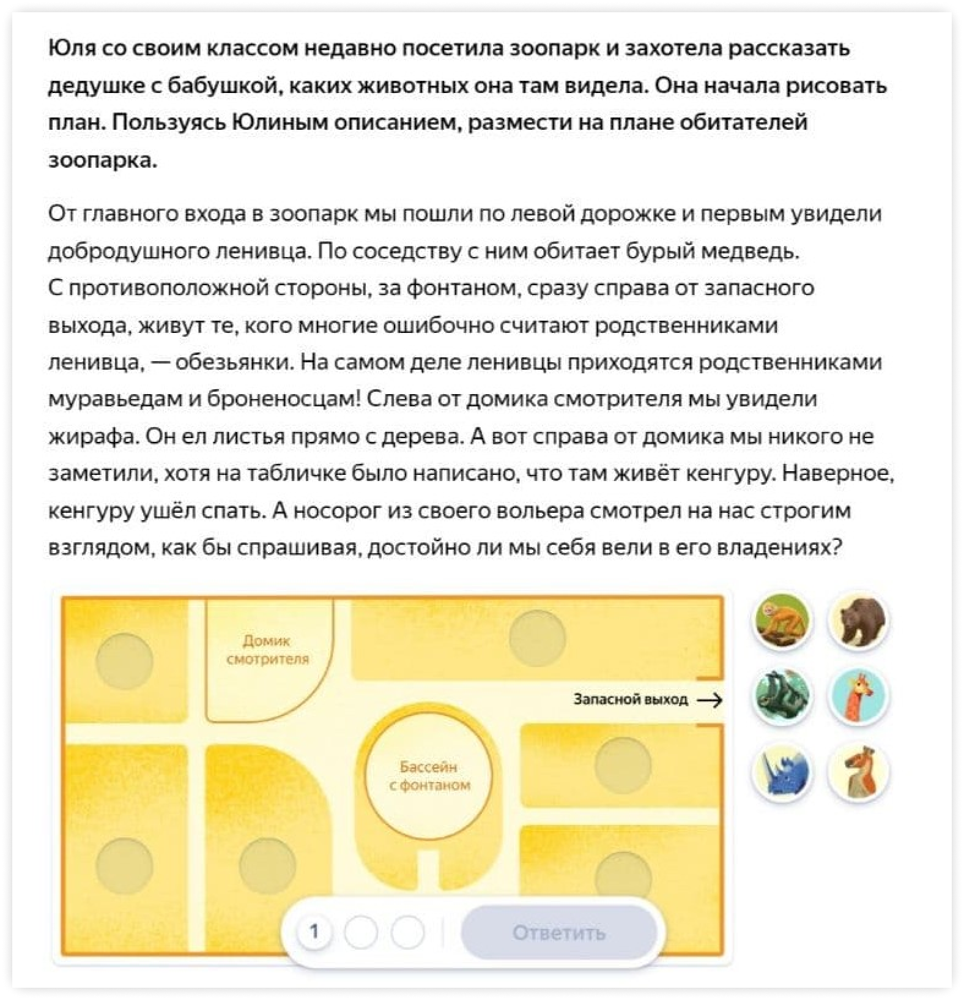 Юля со своим классом недавно посетила зоопарк и захотела рассказать
дедушке с бабушкой, каких животных она там видела. Она начала рисовать
план. Пользуясь Юлиным описанием, размести на плане обитателей
зоопарка.
От главного входа в зоопарк мы пошли по левой дорожке и первым увидели
добродушного ленивца. По соседству с ним обитает бурый медведь.
С противоположной стороны, за фонтаном, сразу справа от запасного
выхода, живут те, кого многие ошибочно считают родственниками
ленивца, — обезьянки. На самом деле ленивцы приходятся родственниками
муравьедам и броненосцам! Слева от домика смотрителя мы увидели
жирафа. Он ел листья прямо с дерева. А вот справа от домика мы никого не
заметили, хотя на табличке было написано, что там живёт кенгуру. Наверное,
кенгуру ушёл спать. А носорог из своего вольера смотрел на нас строгим
взглядом, как бы спрашивая, достойно ли мы себя вели в его владениях?
Домик
смотрителя
Запасной выход →
Бассейн
с фонтаном
1
Ответить